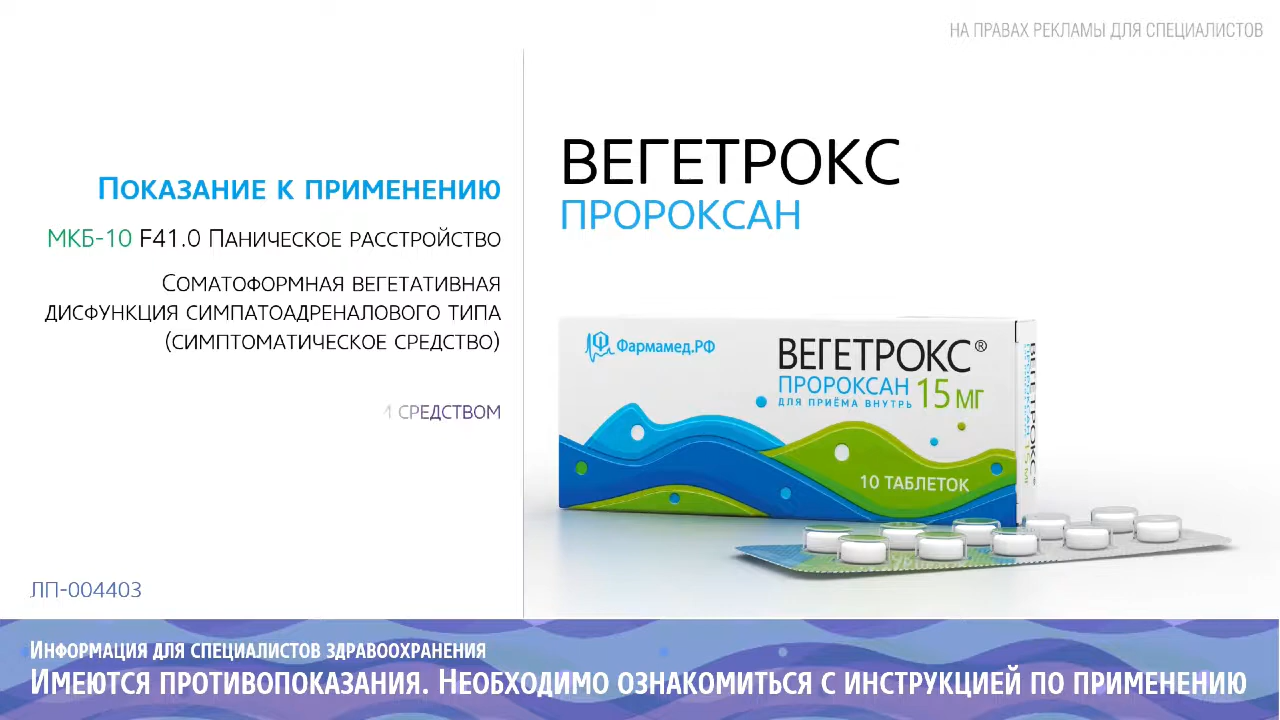 НА ПРАВАХ РЕКЛАМЫ ДЛЯ СПЕЦИАЛИСТОВ
ПОКАЗАНИЕ К ПРИМЕНЕНИЮ
МКБ-10 F41.0 ПАНИЧЕСКОЕ РАССТРОЙСТВО
СОМАТОФОРМНАЯ ВЕГЕТАТИВНАЯ
ДИСФУНКЦИЯ СИМПАТОАДРЕНАЛОВОГО ТИПА
(СИМПТОМАТИЧЕСКОЕ СРЕДСТВО)
СРЕДСТВОМ
ЛП-004403
ВЕГЕТРОКС
ПРОРОКСАН
Фармамед.РФ
ВЕГЕТРОКС®
ПРОРОКСАН 15 МГ
ДЛЯ ПРИЁМА ВНУТРЬ
10 ТАБЛЕТОК
ВЕГЕТРОКС®
ИНФОРМАЦИЯ ДЛЯ СПЕЦИАЛИСТОВ ЗДРАВООХРАНЕНИЯ
ИМЕЮТСЯ ПРОТИВОПОКАЗАНИЯ. НЕОБХОДИМО ОЗНАКОМИТЬСЯ С ИНСТРУКЦИЕЙ ПО ПРИМЕНЕНИЮ